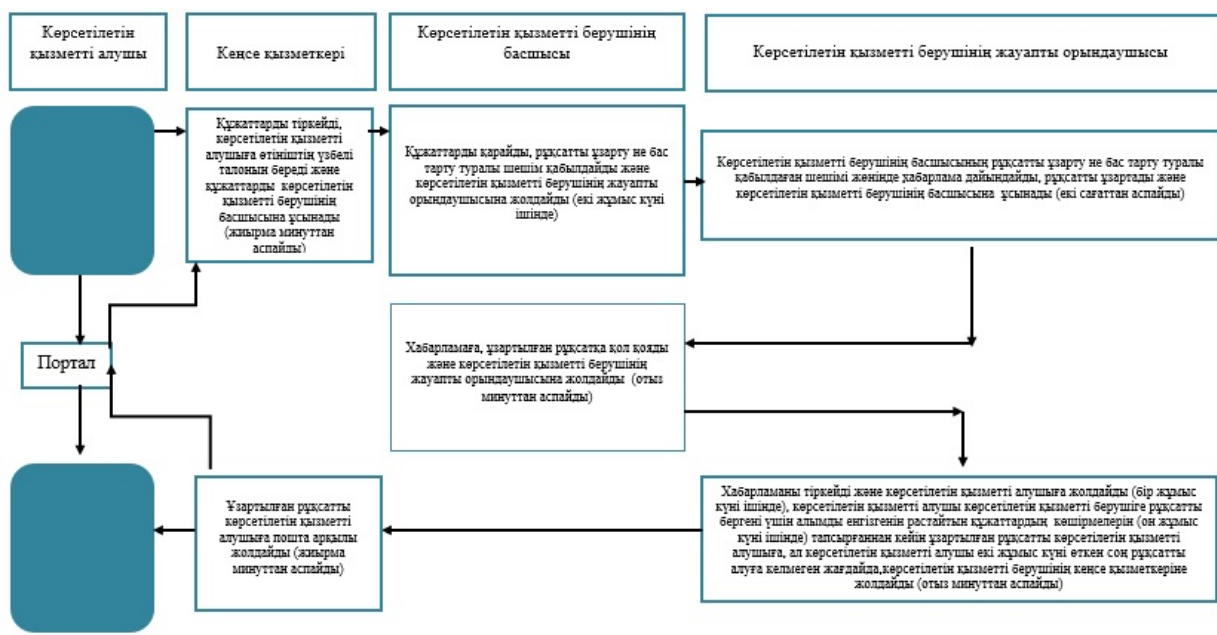 Көрсетілетін
қызметті алушы
Кеңсе қызметкері
Көрсетілетін қызметті берушінің
басшысы
Көрсетілетін қызметті берушінің жауапты орындаушысы
Құжаттарды тіркейді,
көрсетілетін қызметті
алушыға өтініштің үзбелі
талонын береді және
құжаттарды көрсетілетін
қызметті берушінің
басшысына ұсынады
(жиырма минуттан
аспайды)
Құжаттарды қарайды, рұқсатты ұзарту не бас
тарту туралы шешім қабылдайды және
көрсетілетін қызметті берушінің жауапты
орындаушысына жолдайды (екі жұмыс күні
ішінде)
Көрсетілетін қызметті берушінің басшысының рұқсатты ұзарту не бас тарту туралы
қабылдаған шешімі жөнінде хабарлама дайындайды, рұқсатты ұзартады және
көрсетілетін қызметті берушінің басшысына ұсынады (екі сағаттан аспайды)
Портал
Хабарламаға, ұзартылған рұқсатқа қол қояды
және көрсетілетін қызметті берушінің
жауапты орындаушысына жолдайды (отыз
минуттан аспайды)
Ұзартылған рұқсатты
көрсетілетін қызметті
алушыға пошта арқылы
жолдайды (жиырма
минуттан аспайды)
Хабарламаны тіркейді және көрсетілетін қызметті алушыға жолдайды (бір жұмыс
күні ішінде), көрсетілетін қызметті алушы көрсетілетін қызметті берушіге рұқсатты
бергені үшін алымды енгізгенін растайтын құжаттардың көшірмелерін (он жұмыс
күні ішінде) тапсырғаннан кейін ұзартылған рұқсатты көрсетілетін қызметті
алушыға, ал көрсетілетін қызметті алушы екі жұмыс күні өткен соң рұқсатты
алуға келмеген жағдайда,көрсетілетін қызметті берушінің кеңсе қызметкеріне
жолдайды (отыз минуттан аспайды)